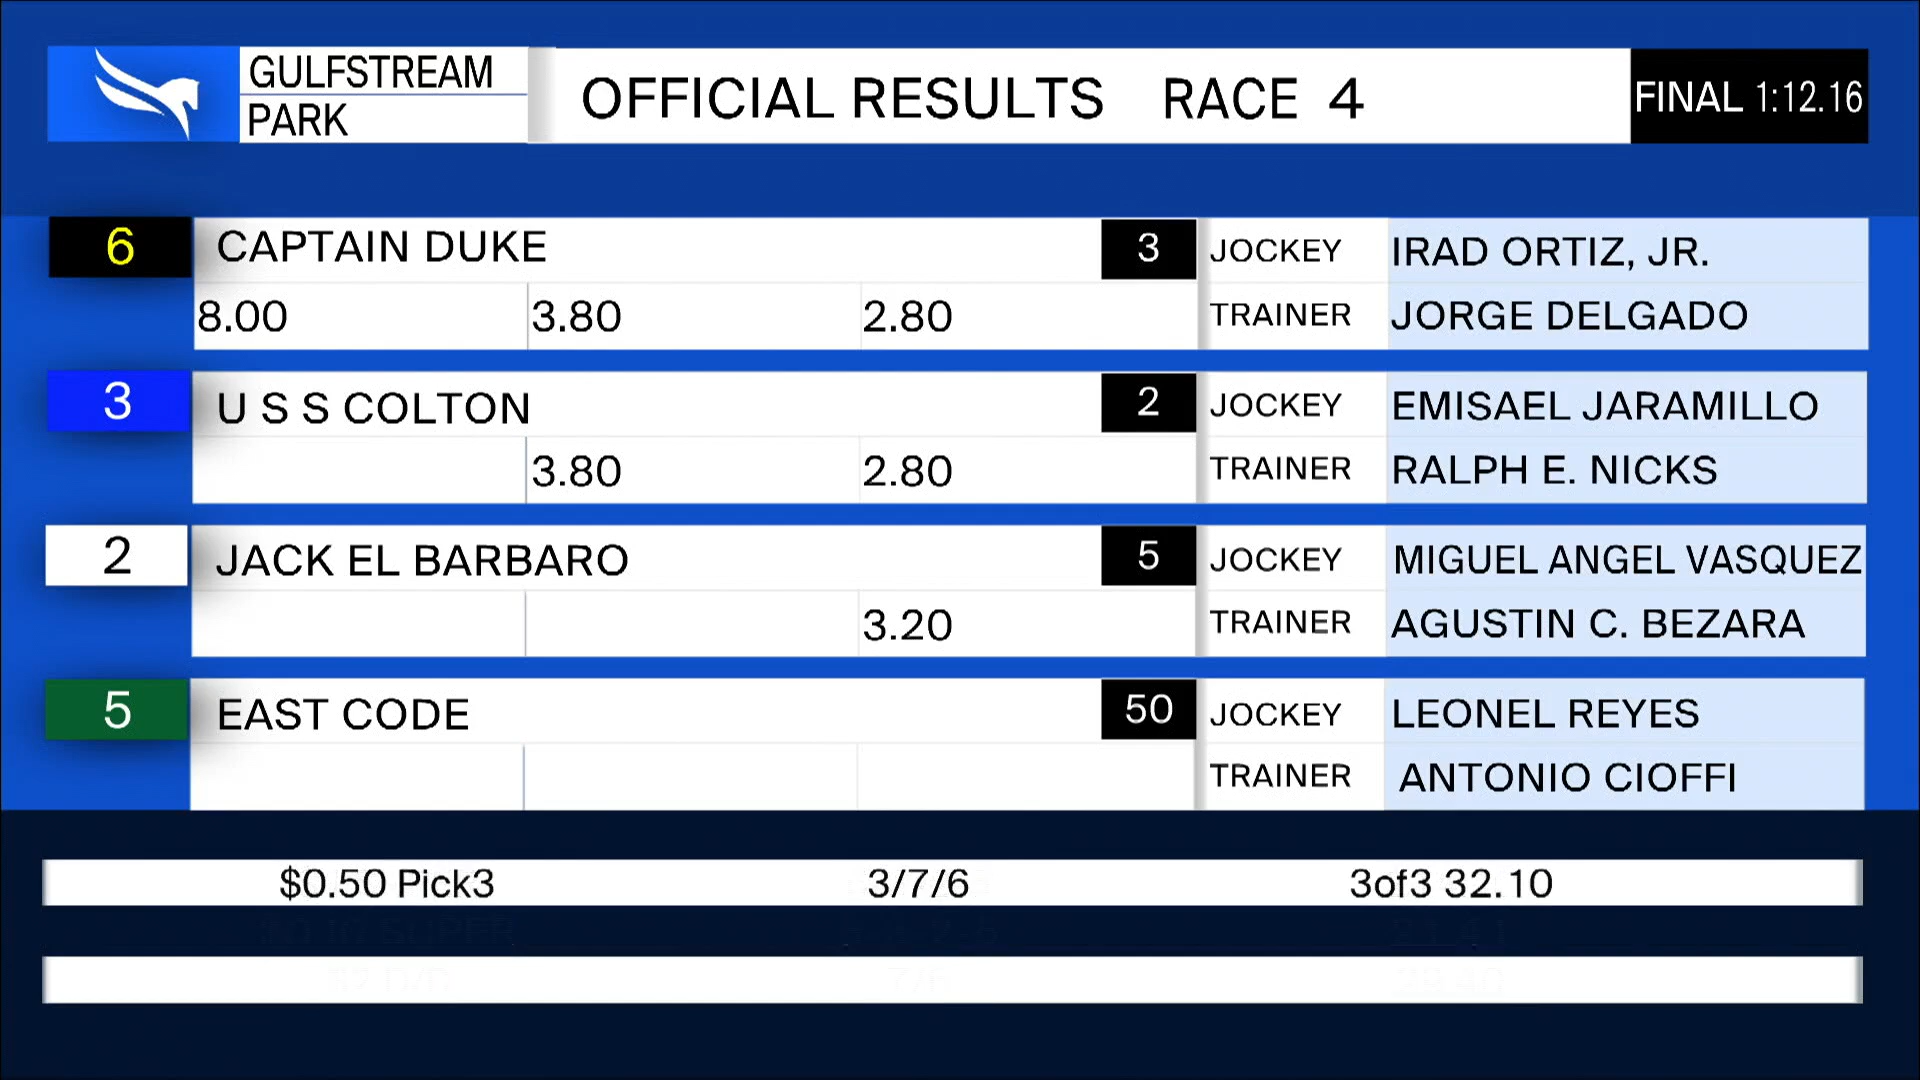 GULFSTREAM
PARK
OFFICIAL RESULTS RACE 4
FINAL 1:12.16
6 CAPTAIN DUKE 3 JOCKEY IRAD ORTIZ, JR.
8.00 3.80 2.80 TRAINER JORGE DELGADO
3 U S S COLTON 2 JOCKEY EMISAEL JARAMILLO
3.80 2.80 TRAINER RALPH E. NICKS
2 JACK EL BARBARO 5 JOCKEY MIGUEL ANGEL VASQUEZ
3.20 TRAINER AGUSTIN C. BEZARA
5 EAST CODE 50 JOCKEY LEONEL REYES
TRAINER ANTONIO CIOFFI
$0.50 Pick3 3/7/6 3of3 32.10